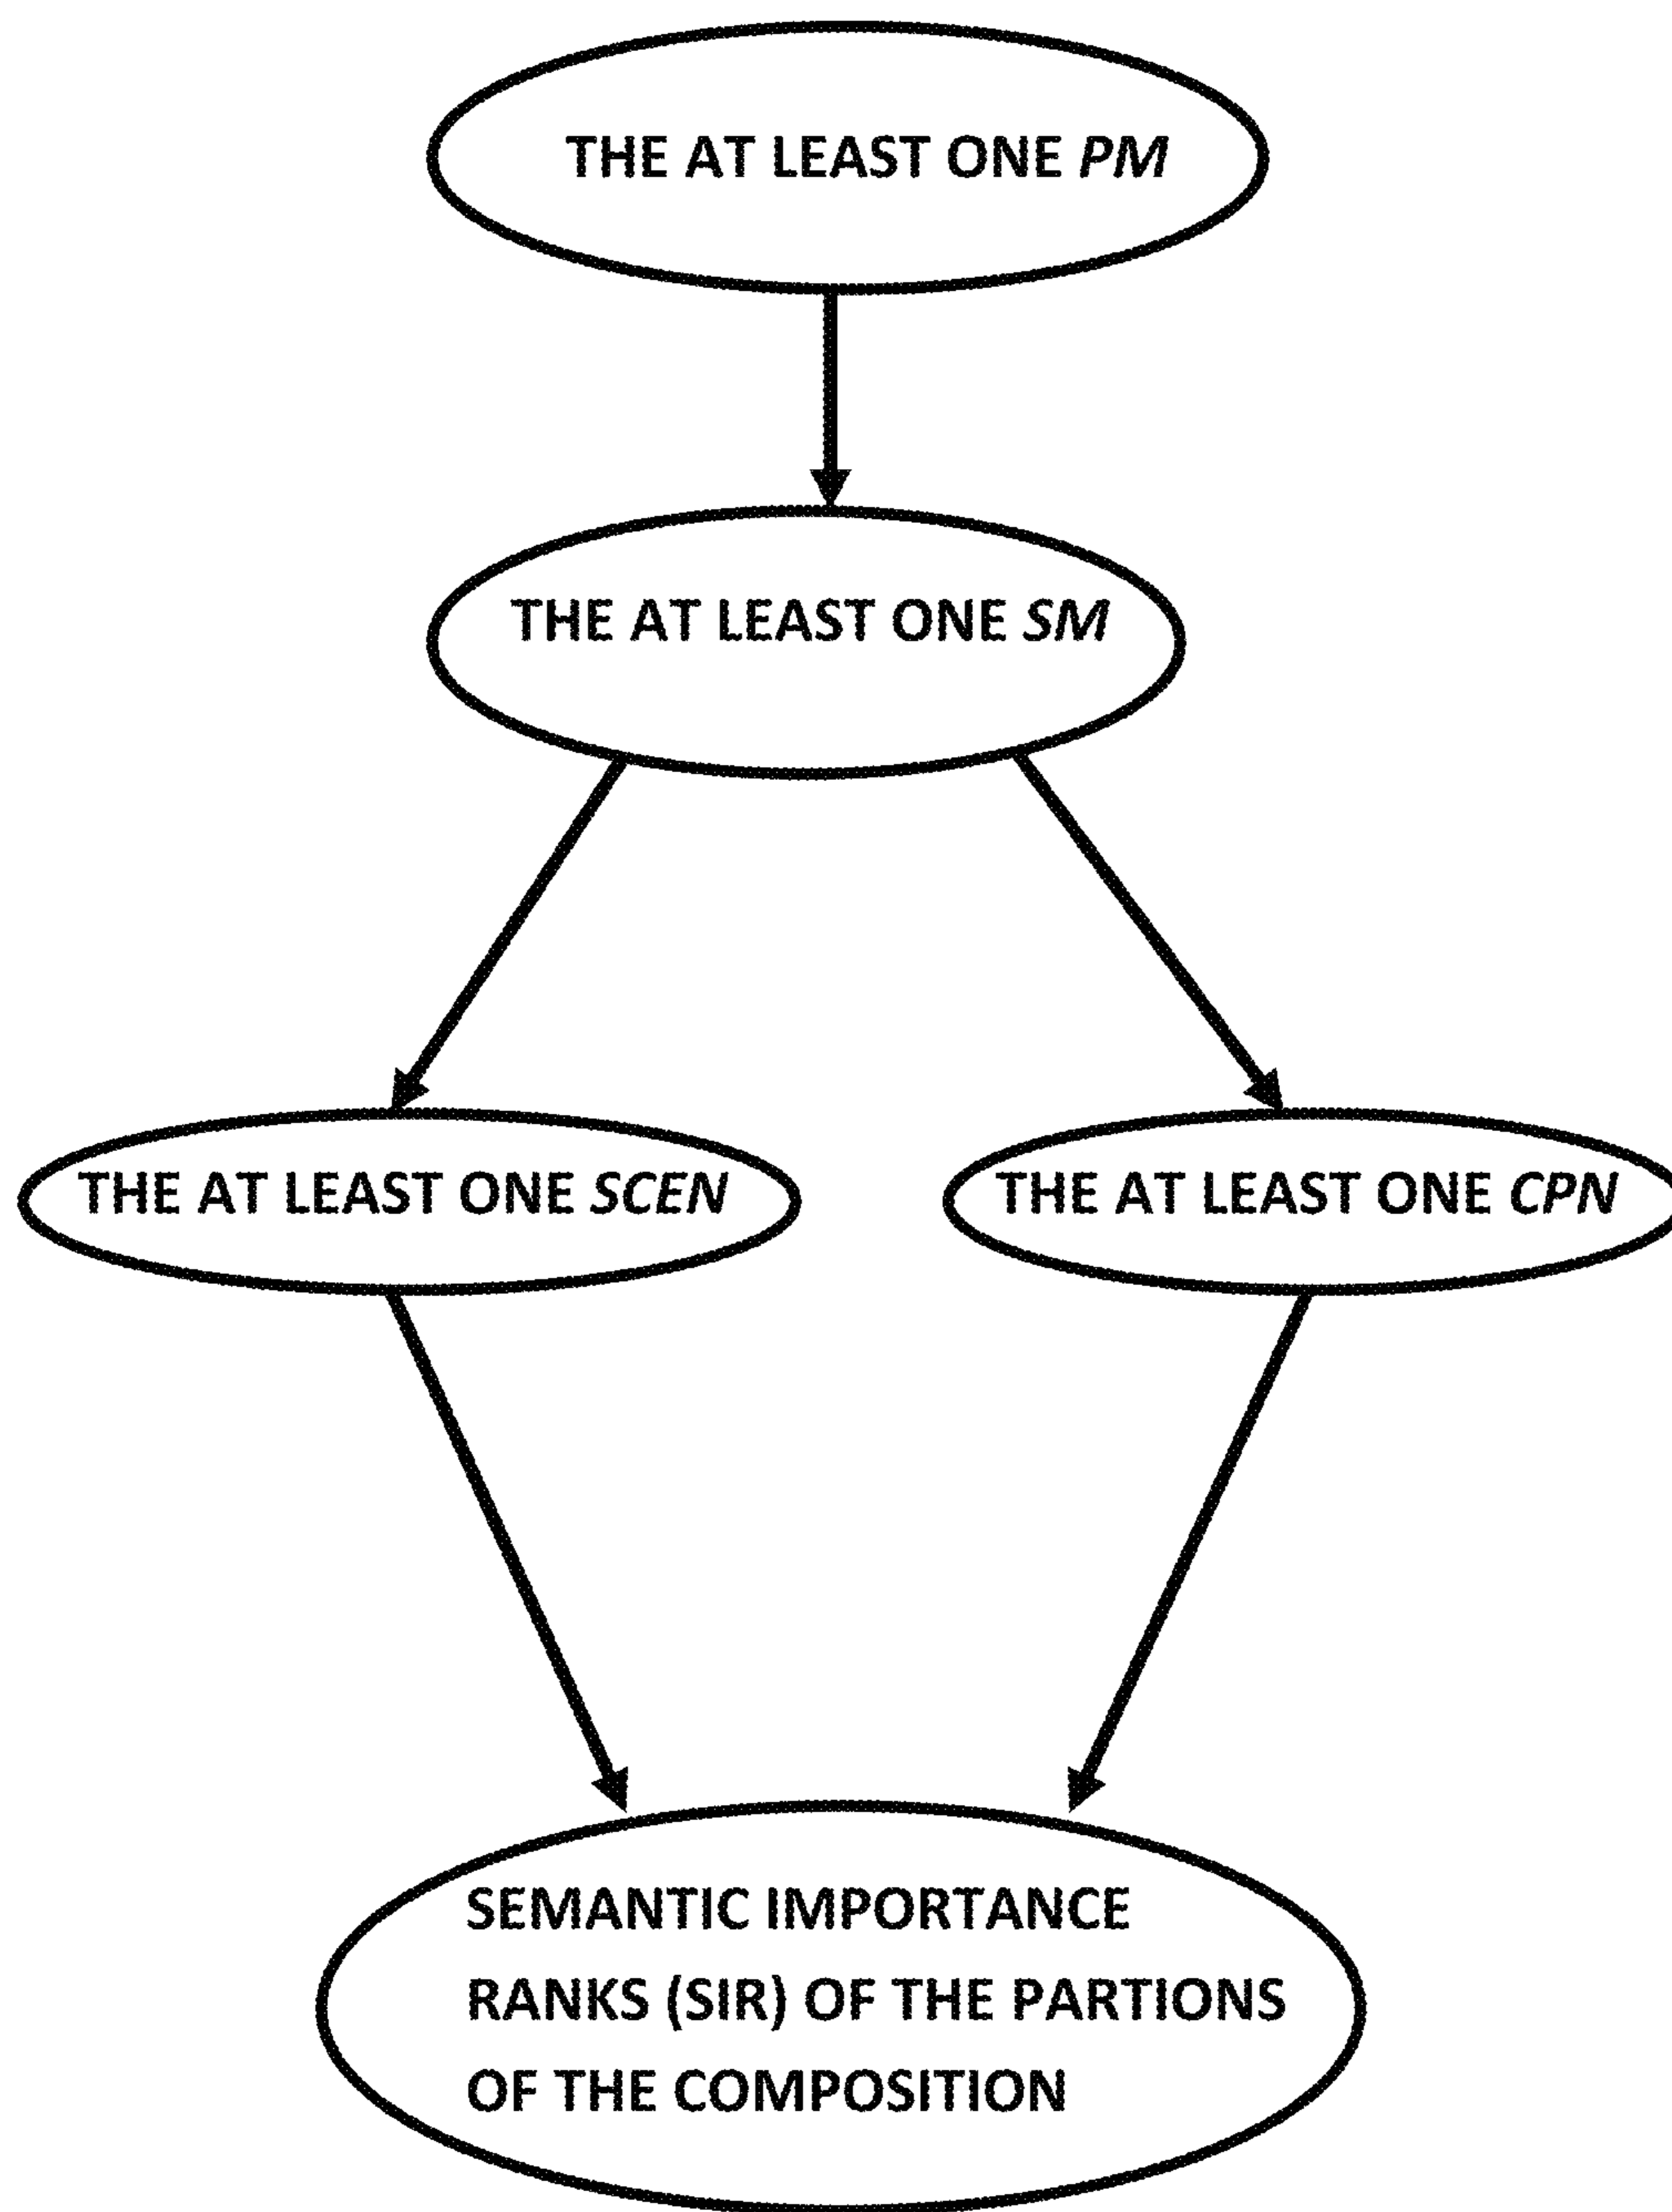 THE AT LEAST ONE PM
THE AT LEAST ONE SM
THE AT LEAST ONE SCEN
THE AT LEAST ONE CPN
SEMANTIC IMPORTANCE
RANKS (SIR) OF THE PARTIONS
OF THE COMPOSITION